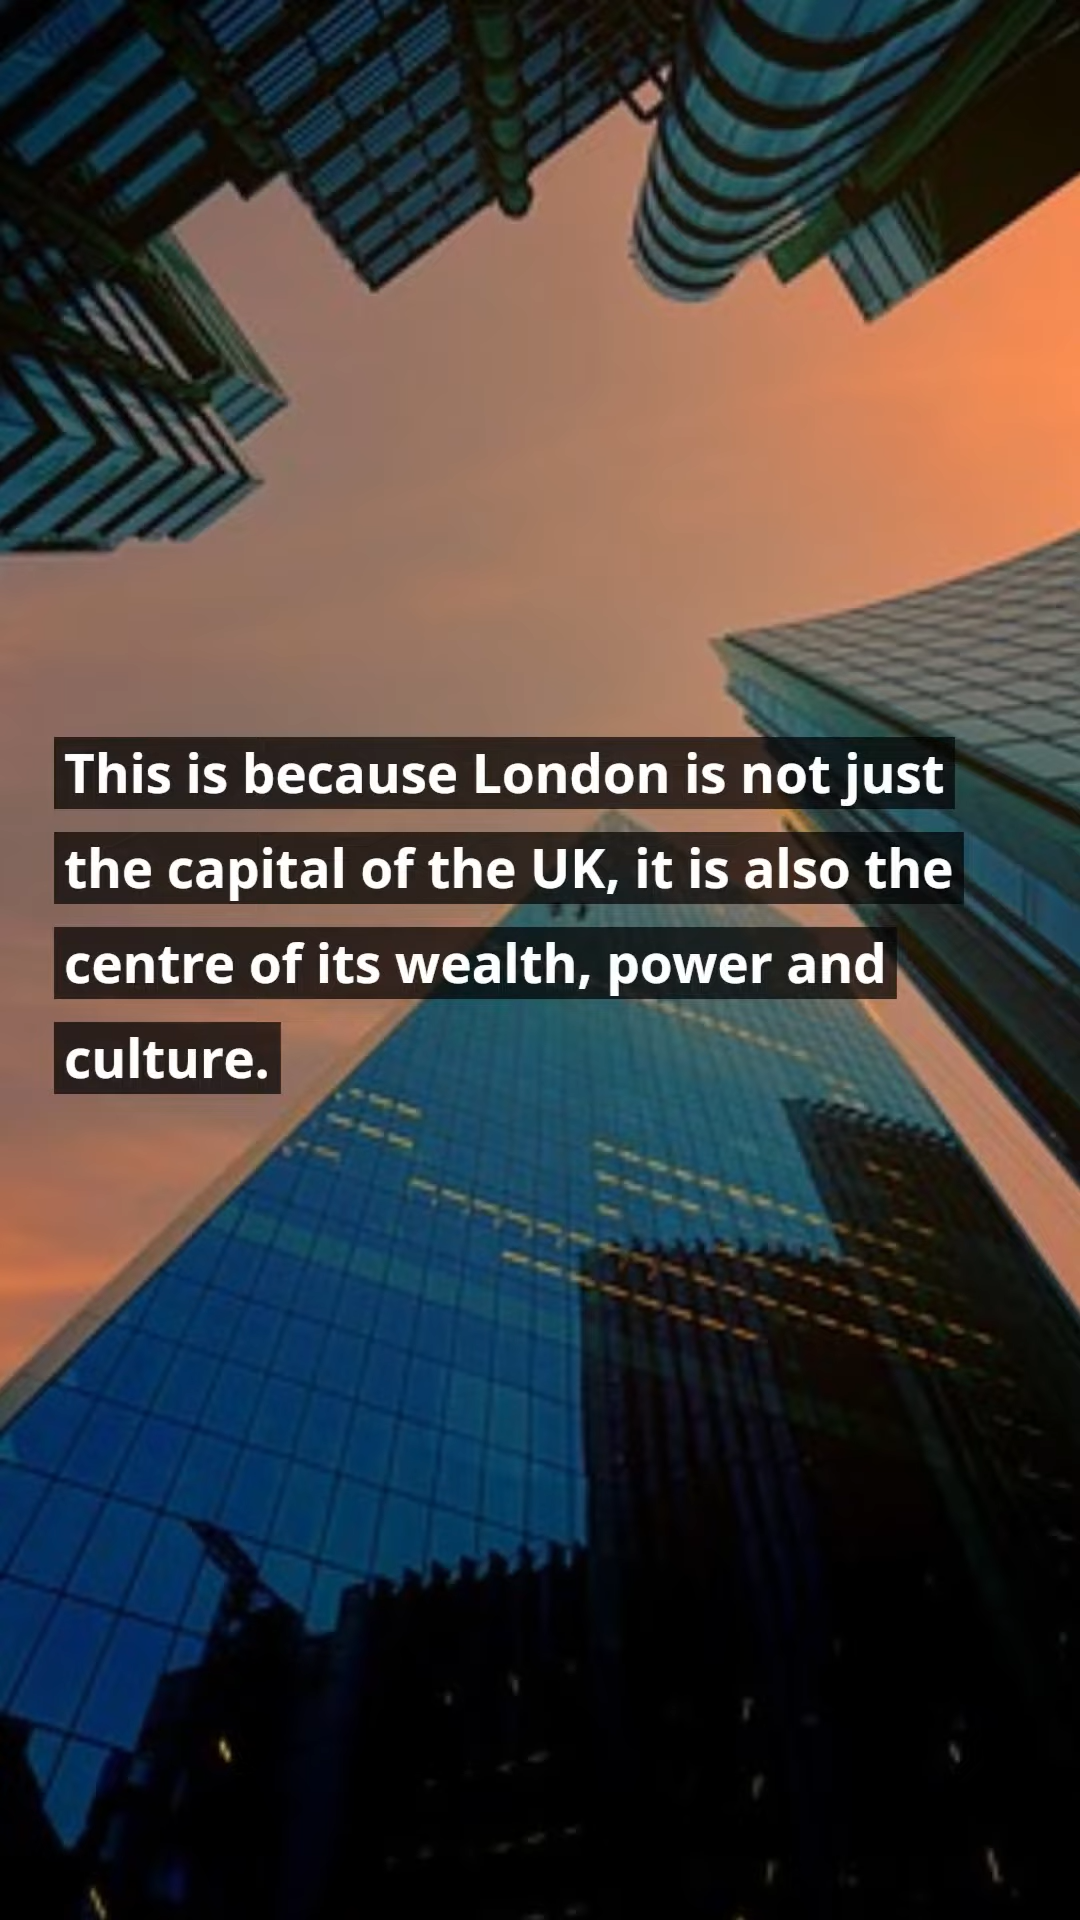 This is because London is not just
the capital of the UK, it is also the
centre of its wealth, power and
culture.